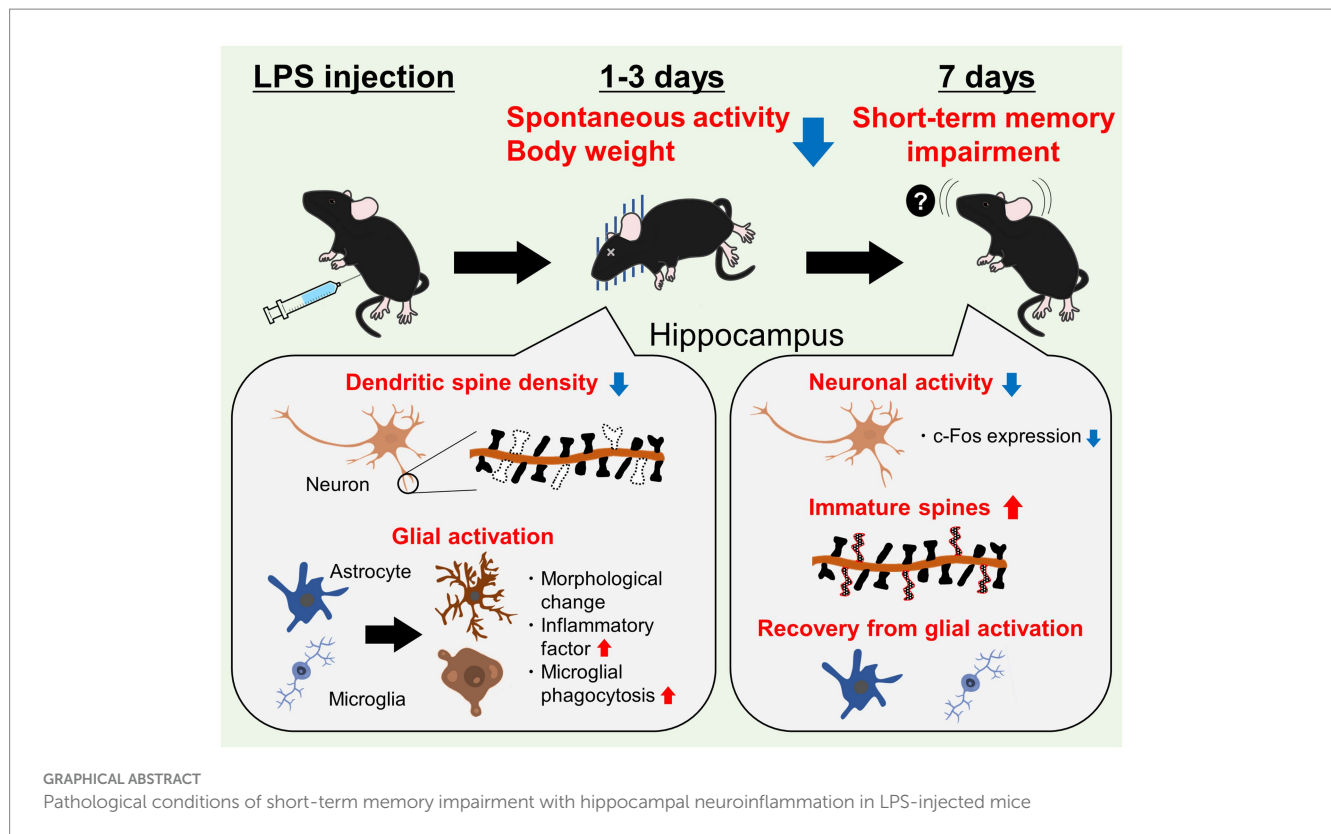 LPS injection
1-3 days
7 days
Spontaneous activity
Body weight
Short-term memory
impairment
?
Hippocampus
Dendritic spine density
Neuron
Glial activation
Astrocyte
Microglia
・Morphological
change
・Inflammatory
factor
・Microglial
phagocytosis
Neuronal activity
・c-Fos expression
Immature spines
Recovery from glial activation
GRAPHICAL ABSTRACT
Pathological conditions of short-term memory impairment with hippocampal neuroinflammation in LPS-injected mice